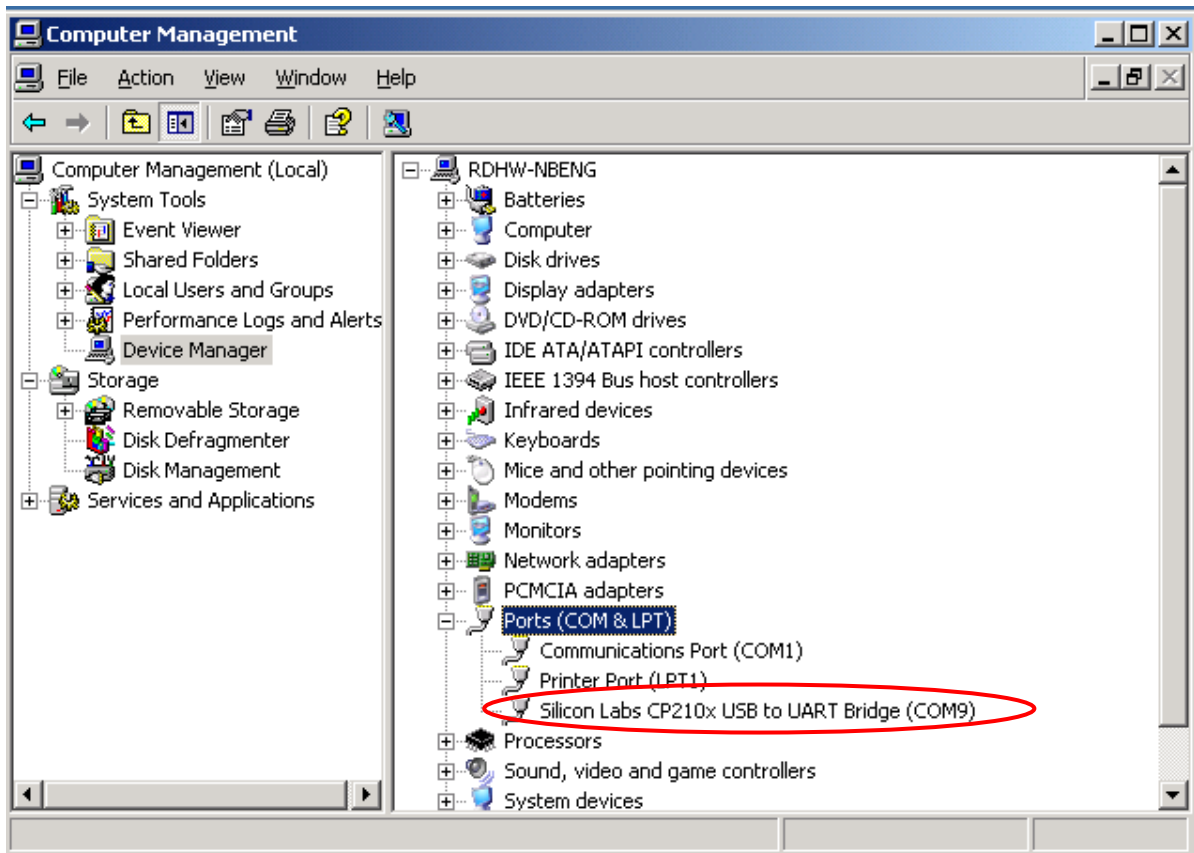 Computer Management
File Action View Window Help
Computer Management (Local)
System Tools
Event Viewer
Shared Folders
Local Users and Groups
Performance Logs and Alerts
Device Manager
Storage
Removable Storage
Disk Defragmenter
Disk Management
Services and Applications
RDHW-NBENG
Batteries
Computer
Disk drives
Display adapters
DVD/CD-ROM drives
IDE ATA/ATAPI controllers
IEEE 1394 Bus host controllers
Infrared devices
Keyboards
Mice and other pointing devices
Modems
Monitors
Network adapters
PCMCIA adapters
Ports (COM & LPT)
Communications Port (COM1)
Printer Port (LPT1)
Silicon Labs CP210x USB to UART Bridge (COM9)
Processors
Sound, video and game controllers
System devices